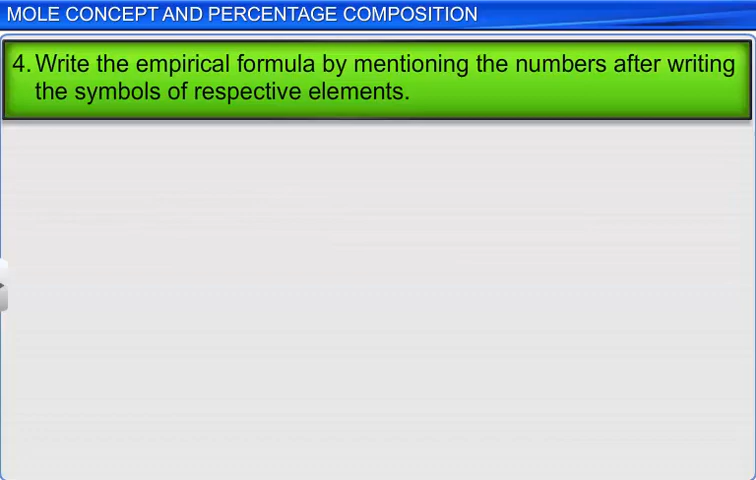 MOLE CONCEPT AND PERCENTAGE COMPOSITION
4. Write the empirical formula by mentioning the numbers after writing
the symbols of respective elements.